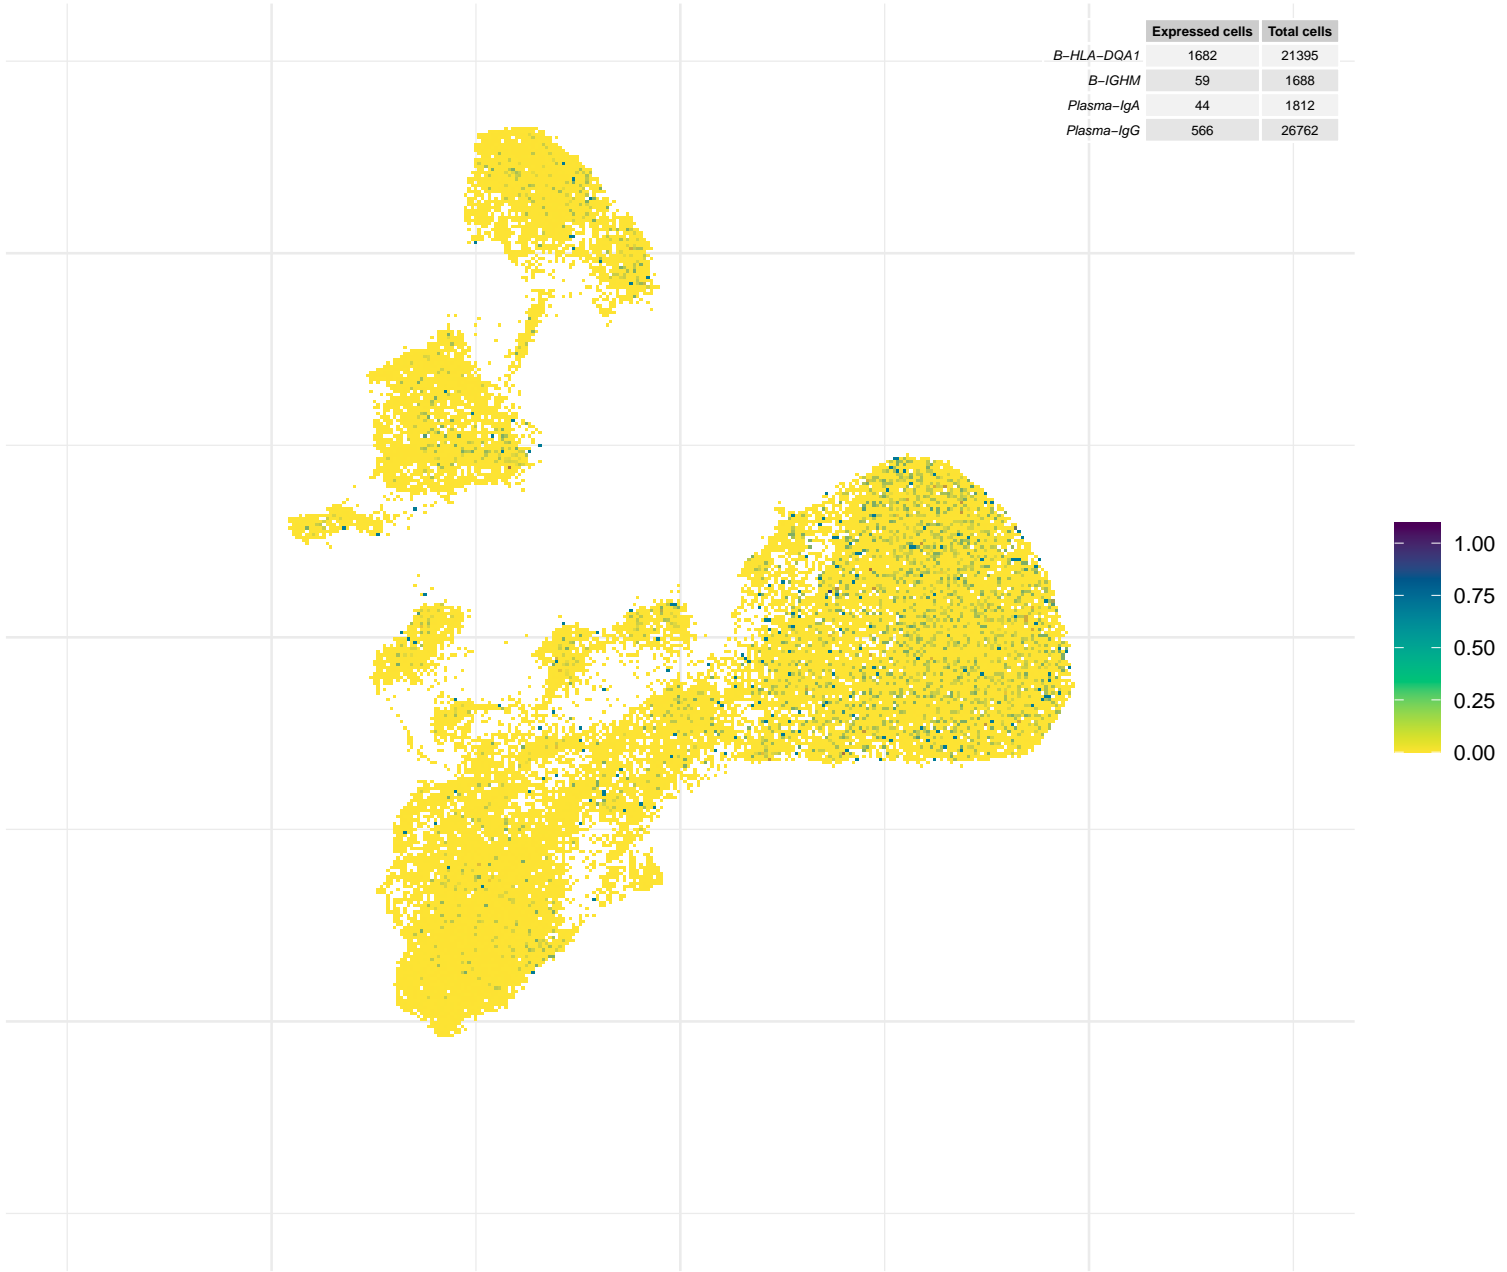 Expressed cells Total cells
B−HLA−DQA1 1682 21395
B−IGHM 59 1688
Plasma−IgA 44 1812
Plasma−IgG 566 26762
1.00
0.75
0.50
0.25
0.00